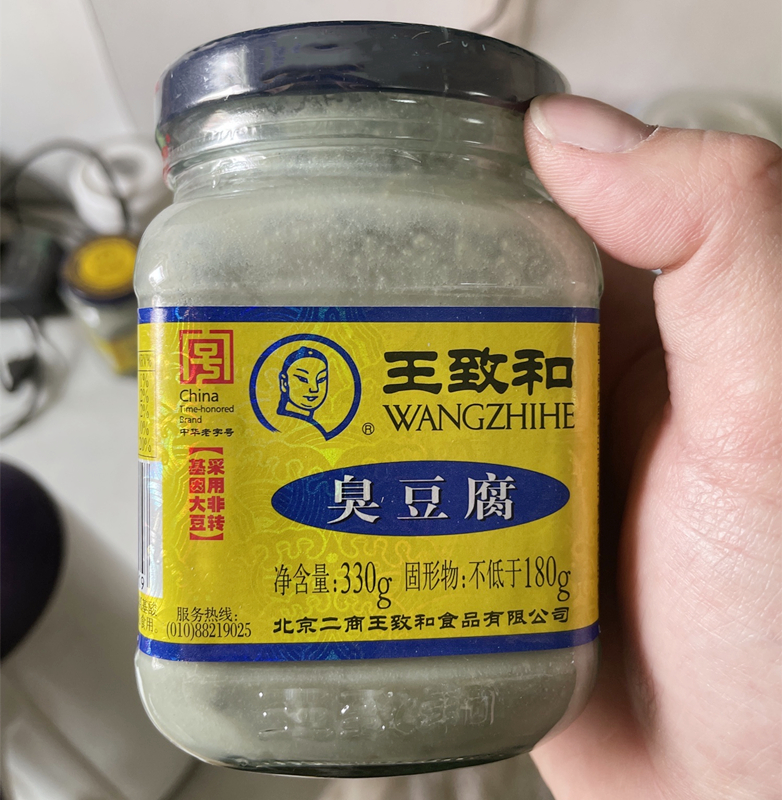 China
Time-honored
Brand
中华老字号
王致和
®
WANGZHIHE
【采用非转
基因大豆】
臭豆腐
净含量:330g 固形物:不低于180g
服务热线:
(010)88219025
北京二商王致和食品有限公司